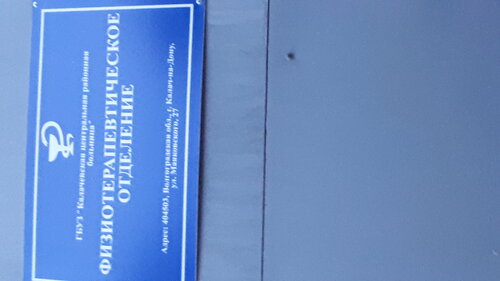 ГБУЗ "Калачевская центральная районная
больница"
ФИЗИОТЕРАПЕВТИЧЕСКОЕ
ОТДЕЛЕНИЕ
Адрес: 404503, Волгоградская обл., г. Калач-на-Дону,
ул. Маяковского, 27